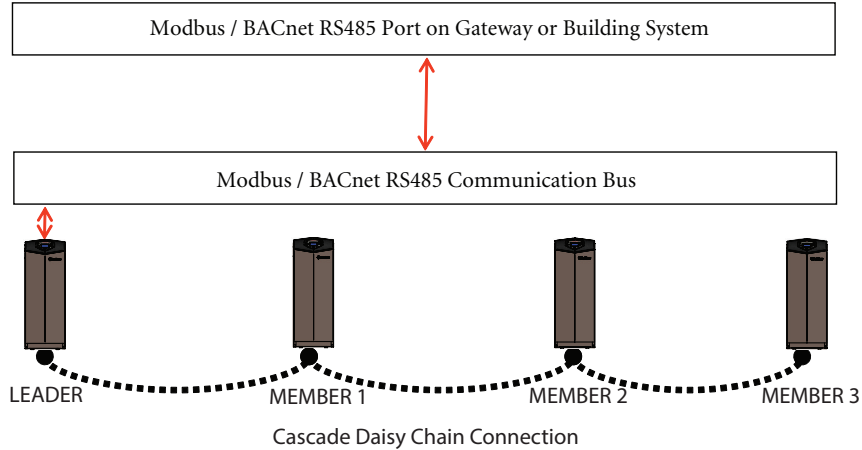 Modbus / BACnet RS485 Port on Gateway or Building System
Modbus / BACnet RS485 Communication Bus
LEADER
MEMBER 1
MEMBER 2
MEMBER 3
Cascade Daisy Chain Connection